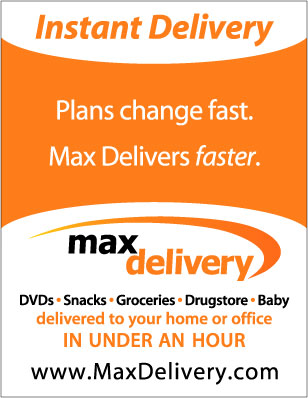 Instant Delivery
Plans change fast.
Max Delivers faster.
max
delivery
DVDs • Snacks • Groceries • Drugstore • Baby
delivered to your home or office
IN UNDER AN HOUR
www.MaxDelivery.com